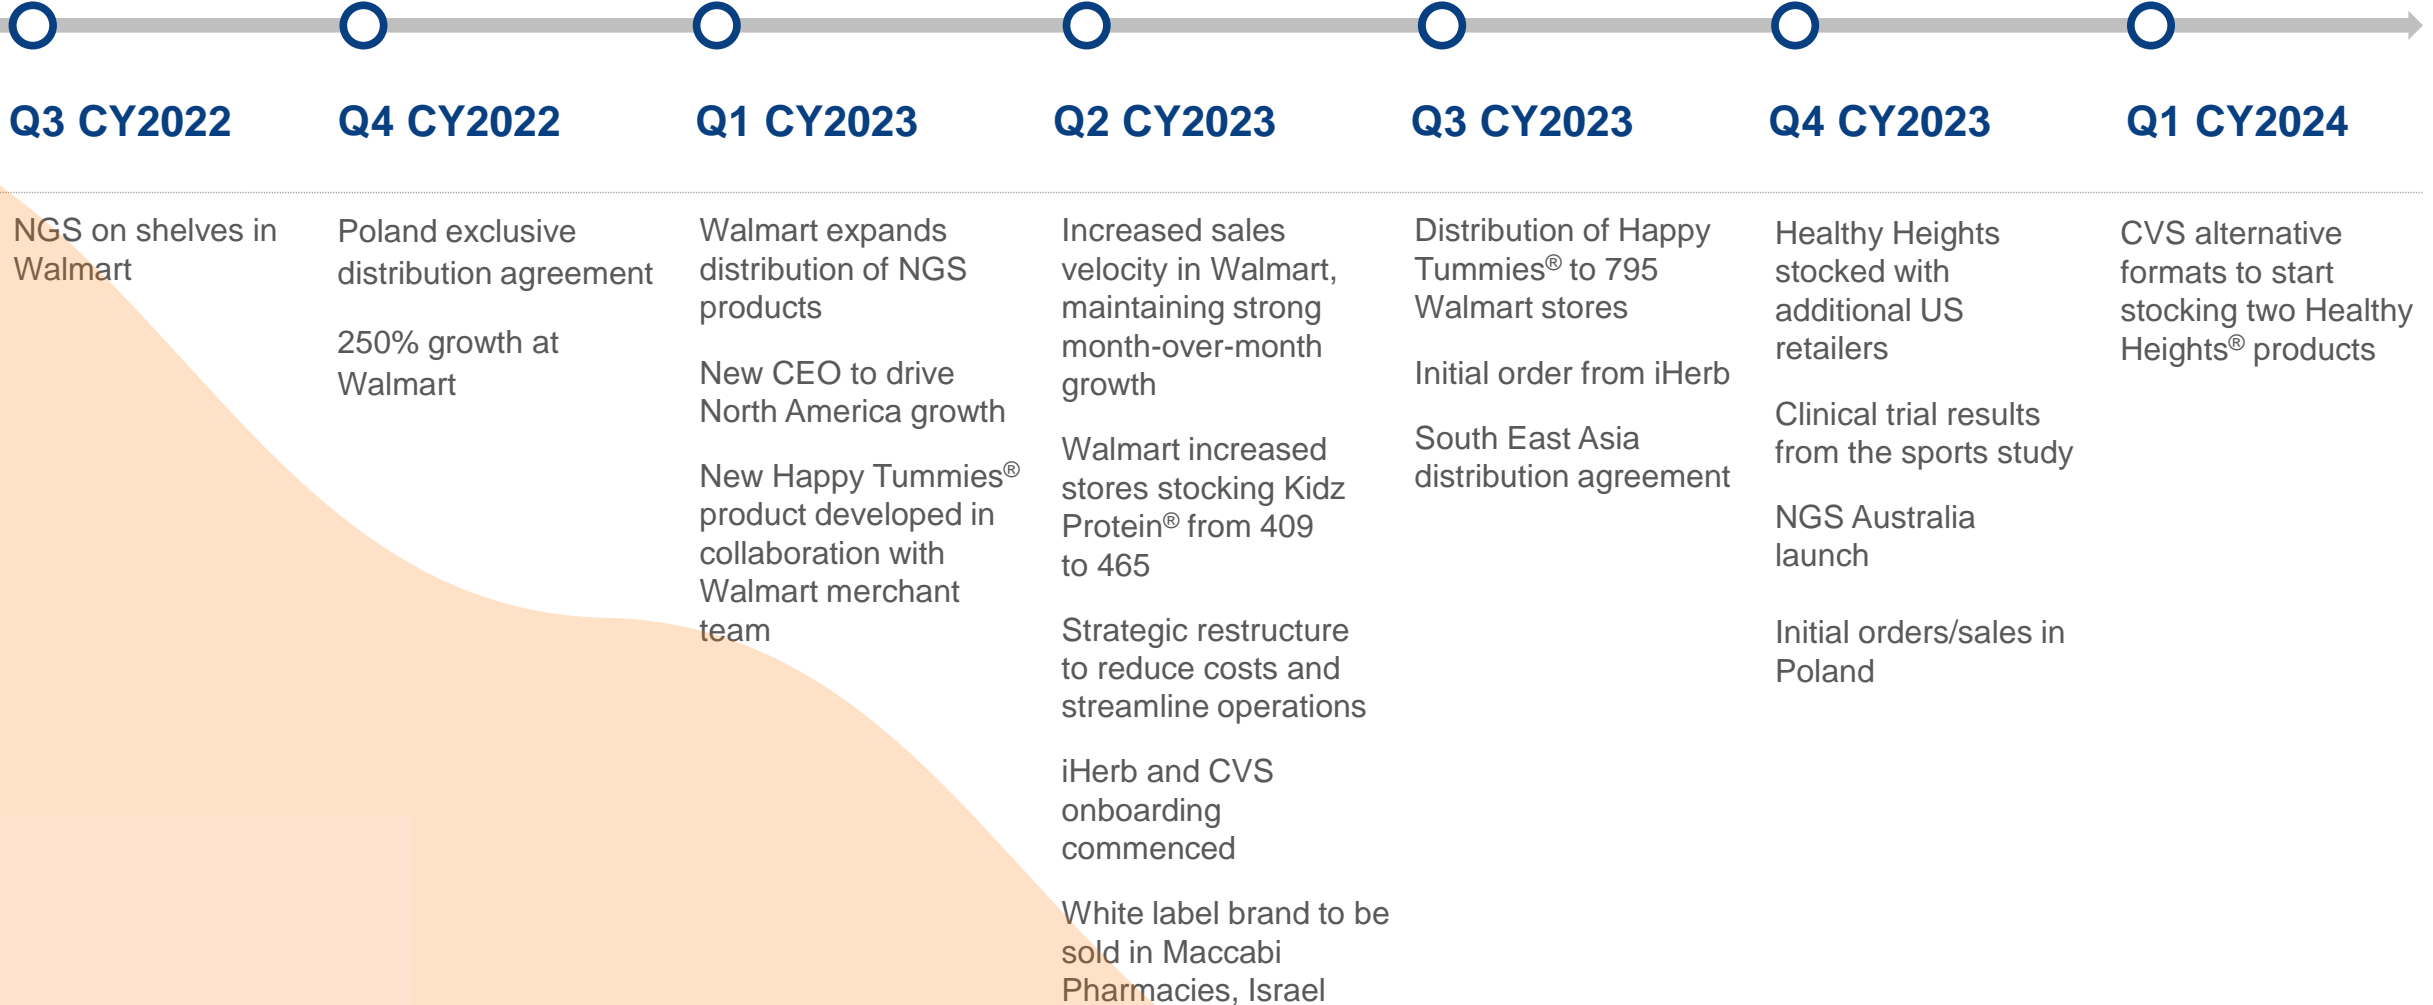 Q3 CY2022
Q4 CY2022
Q1 CY2023
Q2 CY2023
Q3 CY2023
Q4 CY2023
Q1 CY2024
NGS on shelves in
Walmart
Poland exclusive
distribution agreement
250% growth at
Walmart
Walmart expands
distribution of NGS
products
New CEO to drive
North America growth
New Happy Tummies®
product developed in
collaboration with
Walmart merchant
team
Increased sales
velocity in Walmart,
maintaining strong
month-over-month
growth
Walmart increased
stores stocking Kidz
Protein® from 409
to 465
Strategic restructure
to reduce costs and
streamline operations
iHerb and CVS
onboarding
commenced
White label brand to be
sold in Maccabi
Pharmacies, Israel
Distribution of Happy
Tummies® to 795
Walmart stores
Initial order from iHerb
South East Asia
distribution agreement
Healthy Heights
stocked with
additional US
retailers
Clinical trial results
from the sports study
NGS Australia
launch
Initial orders/sales in
Poland
CVS alternative
formats to start
stocking two Healthy
Heights® products